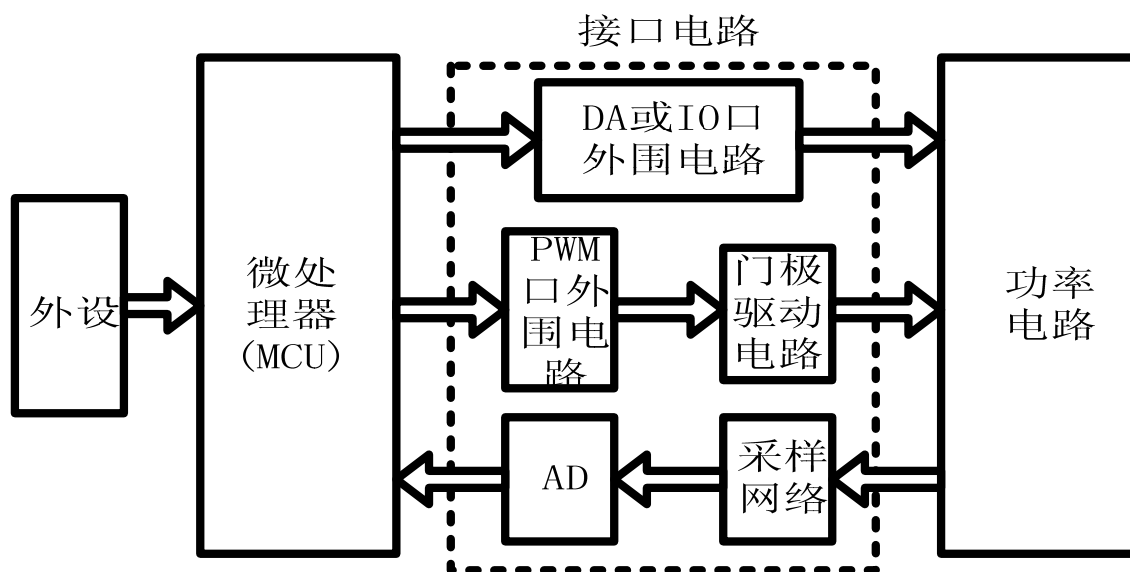 接口电路
DA或IO口
外围电路
外设
微处
理器
(MCU)
PWM
口外
围电
路
门极
驱动
电路
功率
电路
AD
采样
网络